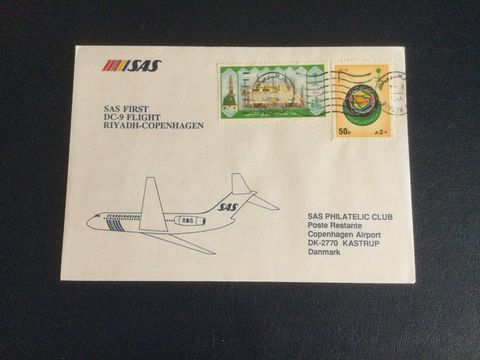 SAS
SAS FIRST
DC-9 FLIGHT
RIYADH-COPENHAGEN
50H
SAS
SAS PHILATELIC CLUB
Poste Restante
Copenhagen Airport
DK-2770 KASTRUP
Danmark